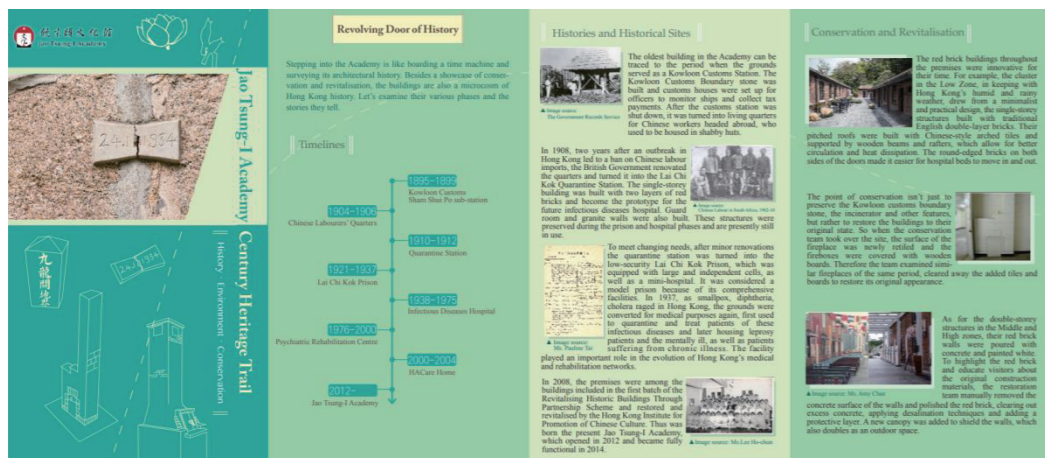 饒宗頤文化館
Jao Tsung-I Academy
24.1.1934
Jao Tsung-I Academy
Century Heritage Trail
History · Environment · Conservation
九龍關地界
24.1.1934
Revolving Door of History
Stepping into the Academy is like boarding a time machine and
surveying its architectural history. Besides a showcase of conser-
vation and revitalisation, the buildings are also a microcosm of
Hong Kong history. Let's examine their various phases and the
stories they tell.
Timelines
1895-1899
Kowloon Customs
Sham Shui Po sub-station
1904-1906
Chinese Labourers' Quarters
1910-1912
Quarantine Station
1921-1937
Lai Chi Kok Prison
1938-1975
Infectious Diseases Hospital
1976-2000
Psychiatric Rehabilitation Centre
2000-2004
HACare Home
2012-
Jao Tsung-I Academy
Histories and Historical Sites
The oldest building in the Academy can be
traced to the period when the grounds
served as a Kowloon Customs Station. The
Kowloon Customs Boundary stone was
built and customs houses were set up for
officers to monitor ships and collect tax
payments. After the customs station was
shut down, it was turned into living quarters
for Chinese workers headed abroad, who
used to be housed in shabby huts.
▲ Image source:
The Government Records Service
In 1908, two years after an outbreak in
Hong Kong led to a ban on Chinese labour
imports, the British Government renovated
the quarters and turned it into the Lai Chi
Kok Quarantine Station. The single-storey
building was built with two layers of red
bricks and become the prototype for the
future infectious diseases hospital. Guard
room and granite walls were also built. These structures were
preserved during the prison and hospital phases and are presently still
in use.
▲ Image source:
Chinese Labour in South Africa, 1902-10
To meet changing needs, after minor renovations
the quarantine station was turned into the
low-security Lai Chi Kok Prison, which was
equipped with large and independent cells, as
well as a mini-hospital. It was considered a
model prison because of its comprehensive
facilities. In 1937, as smallpox, diphtheria,
cholera raged in Hong Kong, the grounds were
converted for medical purposes again, first used
to quarantine and treat patients of these
infectious diseases and later housing leprosy
patients and the mentally ill, as well as patients
suffering from chronic illness. The facility
played an important role in the evolution of Hong Kong's medical
and rehabilitation networks.
▲ Image source:
Ms. Pauline Tai
In 2008, the premises were among the
buildings included in the first batch of the
Revitalising Historic Buildings Through
Partnership Scheme and restored and
revitalised by the Hong Kong Institute for
Promotion of Chinese Culture. Thus was
born the present Jao Tsung-I Academy,
which opened in 2012 and became fully
functional in 2014.
▲ Image source: Ms.Lee Ho-chun
Conservation and Revitalisation
The red brick buildings throughout
the premises were innovative for
their time. For example, the cluster
in the Low Zone, in keeping with
Hong Kong's humid and rainy
weather, drew from a minimalist
and practical design, the single-storey
structures built with traditional
English double-layer bricks. Their
pitched roofs were built with Chinese-style arched tiles and
supported by wooden beams and rafters, which allow for better
circulation and heat dissipation. The round-edged bricks on both
sides of the doors made it easier for hospital beds to move in and out.
The point of conservation isn't just to
preserve the Kowloon customs boundary
stone, the incinerator and other features,
but rather to restore the buildings to their
original state. So when the conservation
team took over the site, the surface of the
fireplace was newly retiled and the
fireboxes were covered with wooden
boards. Therefore the team examined simi-
lar fireplaces of the same period, cleared away the added tiles and
boards to restore its original appearance.
As for the double-storey
structures in the Middle and
High zones, their red brick
walls were poured with
concrete and painted white.
To highlight the red brick
and educate visitors about
the original construction
materials, the restoration
team manually removed the
concrete surface of the walls and polished the red brick, clearing out
excess concrete, applying desalination techniques and adding a
protective layer. A new canopy was added to shield the walls, which
also doubles as an outdoor space.
▲ Image source: Ms. Amy Chan